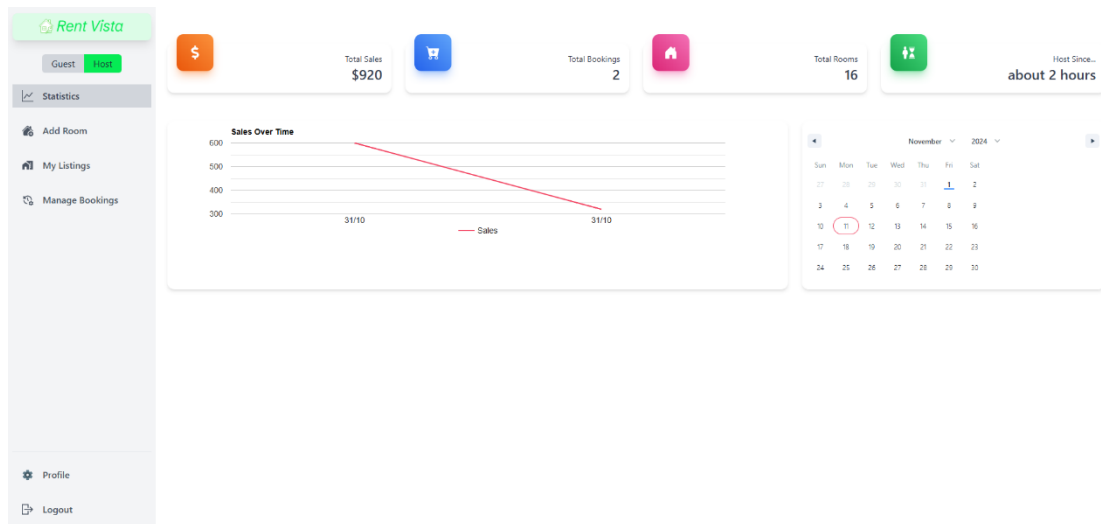 Rent Vista
Guest Host
Statistics
Add Room
My Listings
Manage Bookings
Profile
Logout
$
Total Sales
$920
Total Bookings
2
Total Rooms
16
Host Since...
about 2 hours
Sales Over Time
600
500
400
300
31/10 31/10
Sales
November 2024
Sun Mon Tue Wed Thu Fri Sat
27 28 29 30 31 1 2
3 4 5 6 7 8 9
10 11 12 13 14 15 16
17 18 19 20 21 22 23
24 25 26 27 28 29 30